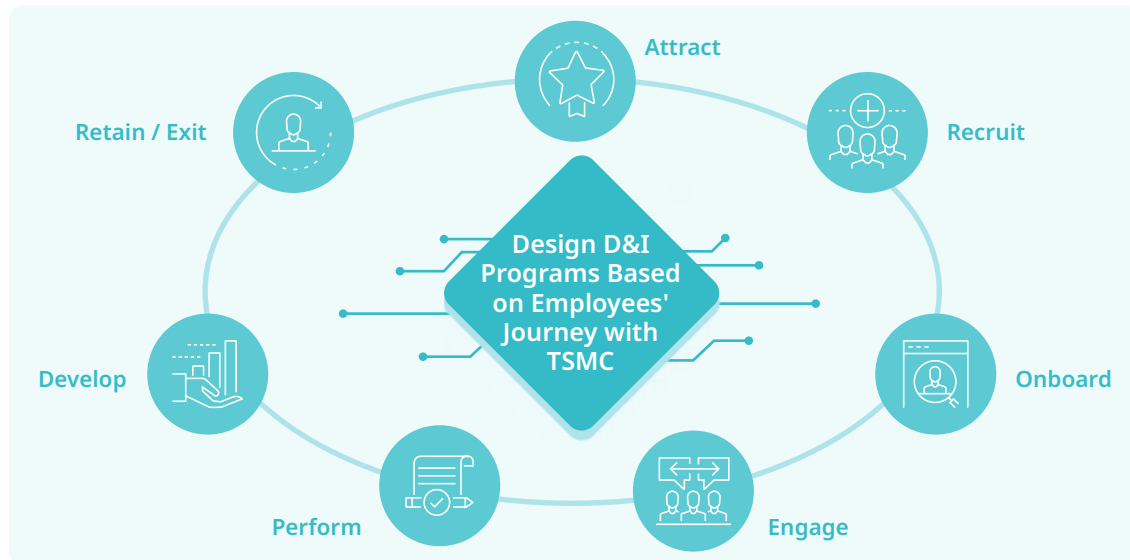 Attract
Retain / Exit
Recruit
Design D&I
Programs Based
on Employees'
Journey with
TSMC
Develop
Onboard
Perform
Engage